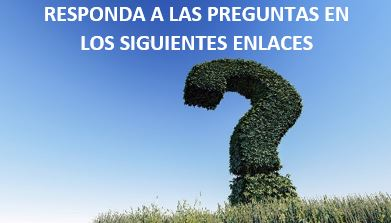 RESPONDA A LAS PREGUNTAS EN
LOS SIGUIENTES ENLACES